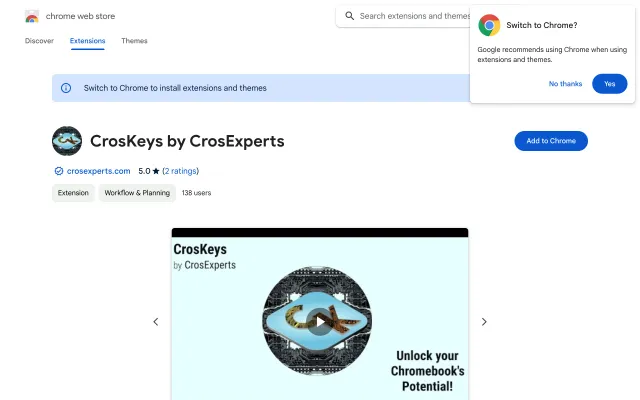 chrome web store
Search extensions and themes
Switch to Chrome?
Google recommends using Chrome when using
extensions and themes.
No thanks
Yes
Discover
Extensions
Themes
Switch to Chrome to install extensions and themes
CrosKeys by CrosExperts
Add to Chrome
crosexperts.com
5.0 ★ (2 ratings)
Extension
Workflow & Planning
138 users
CrosKeys
by CrosExperts
CX
Unlock your
Chromebook's
Potential!